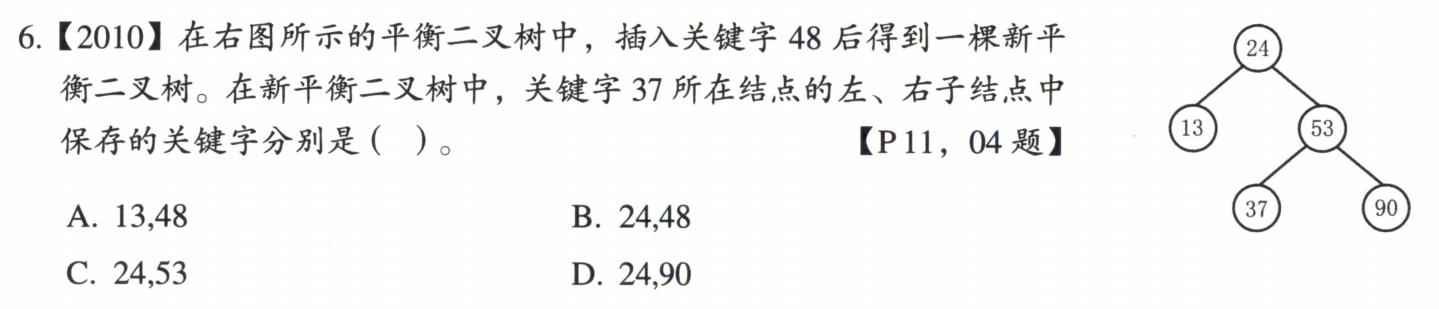 6.【2010】在右图所示的平衡二叉树中，插入关键字 48 后得到一棵新平
衡二叉树。在新平衡二叉树中，关键字 37 所在结点的左、右子结点中
保存的关键字分别是（ ）。 【P11，04 题】
A. 13,48 B. 24,48
C. 24,53 D. 24,90
24
13 53
37 90